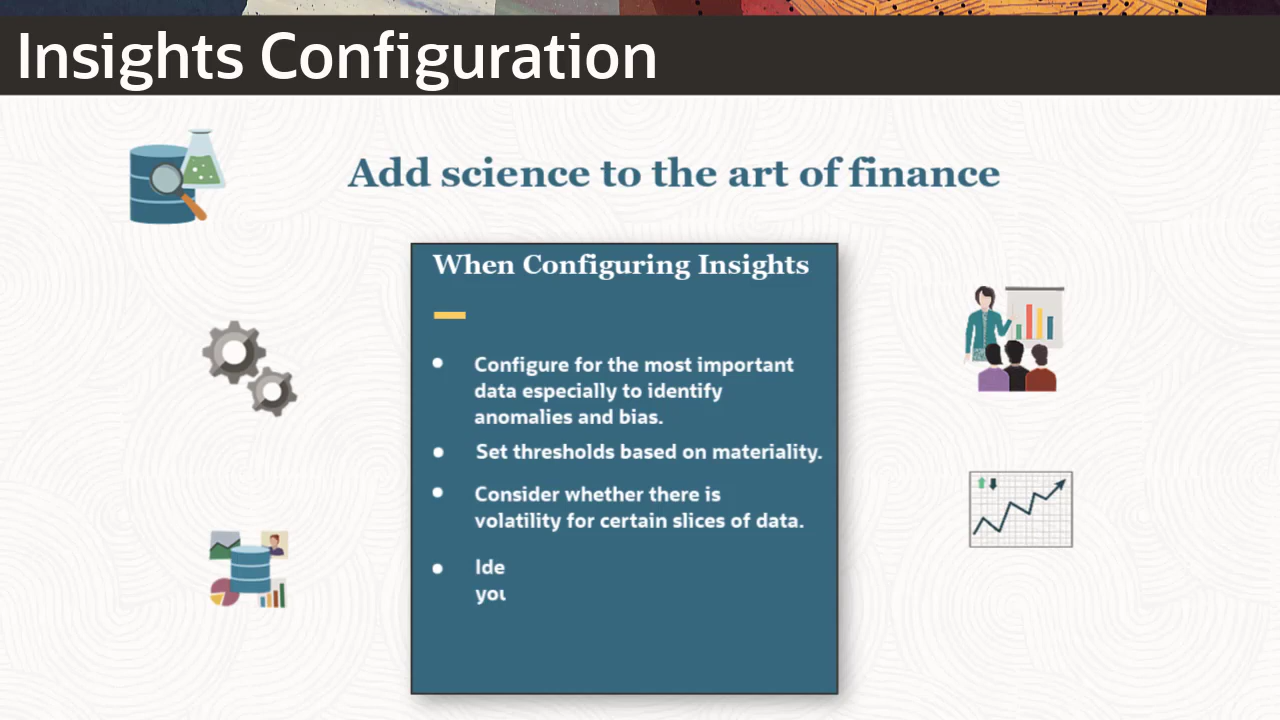 Insights Configuration
Add science to the art of finance
When Configuring Insights
• Configure for the most important
data especially to identify
anomalies and bias.
• Set thresholds based on materiality.
• Consider whether there is
volatility for certain slices of data.
• Ide